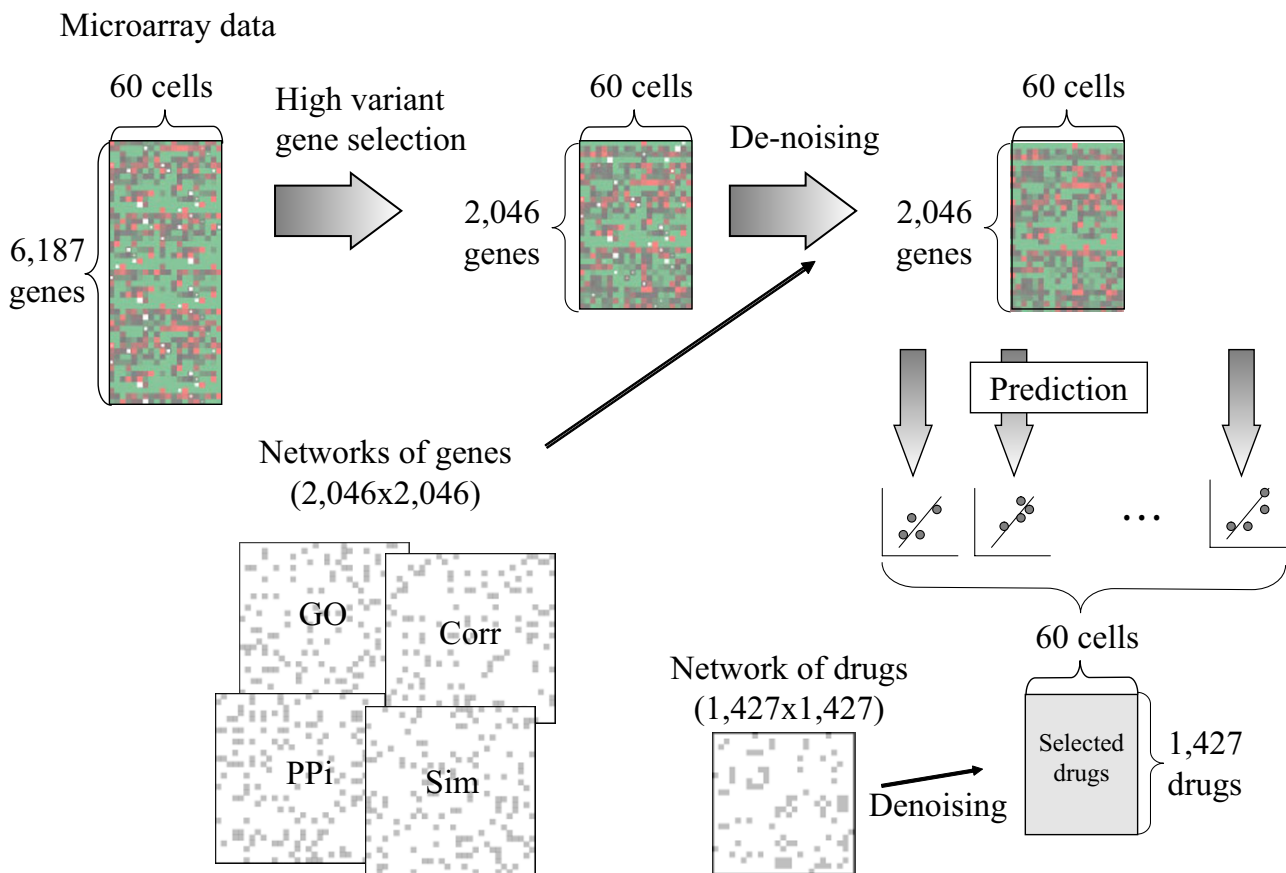 Microarray data
60 cells
High variant
gene selection
60 cells
De-noising
60 cells
6,187
genes
2,046
genes
2,046
genes
Prediction
Networks of genes
(2,046x2,046)
...
GO
Corr
PPi
Sim
Network of drugs
(1,427x1,427)
Denoising
60 cells
Selected
drugs
1,427
drugs